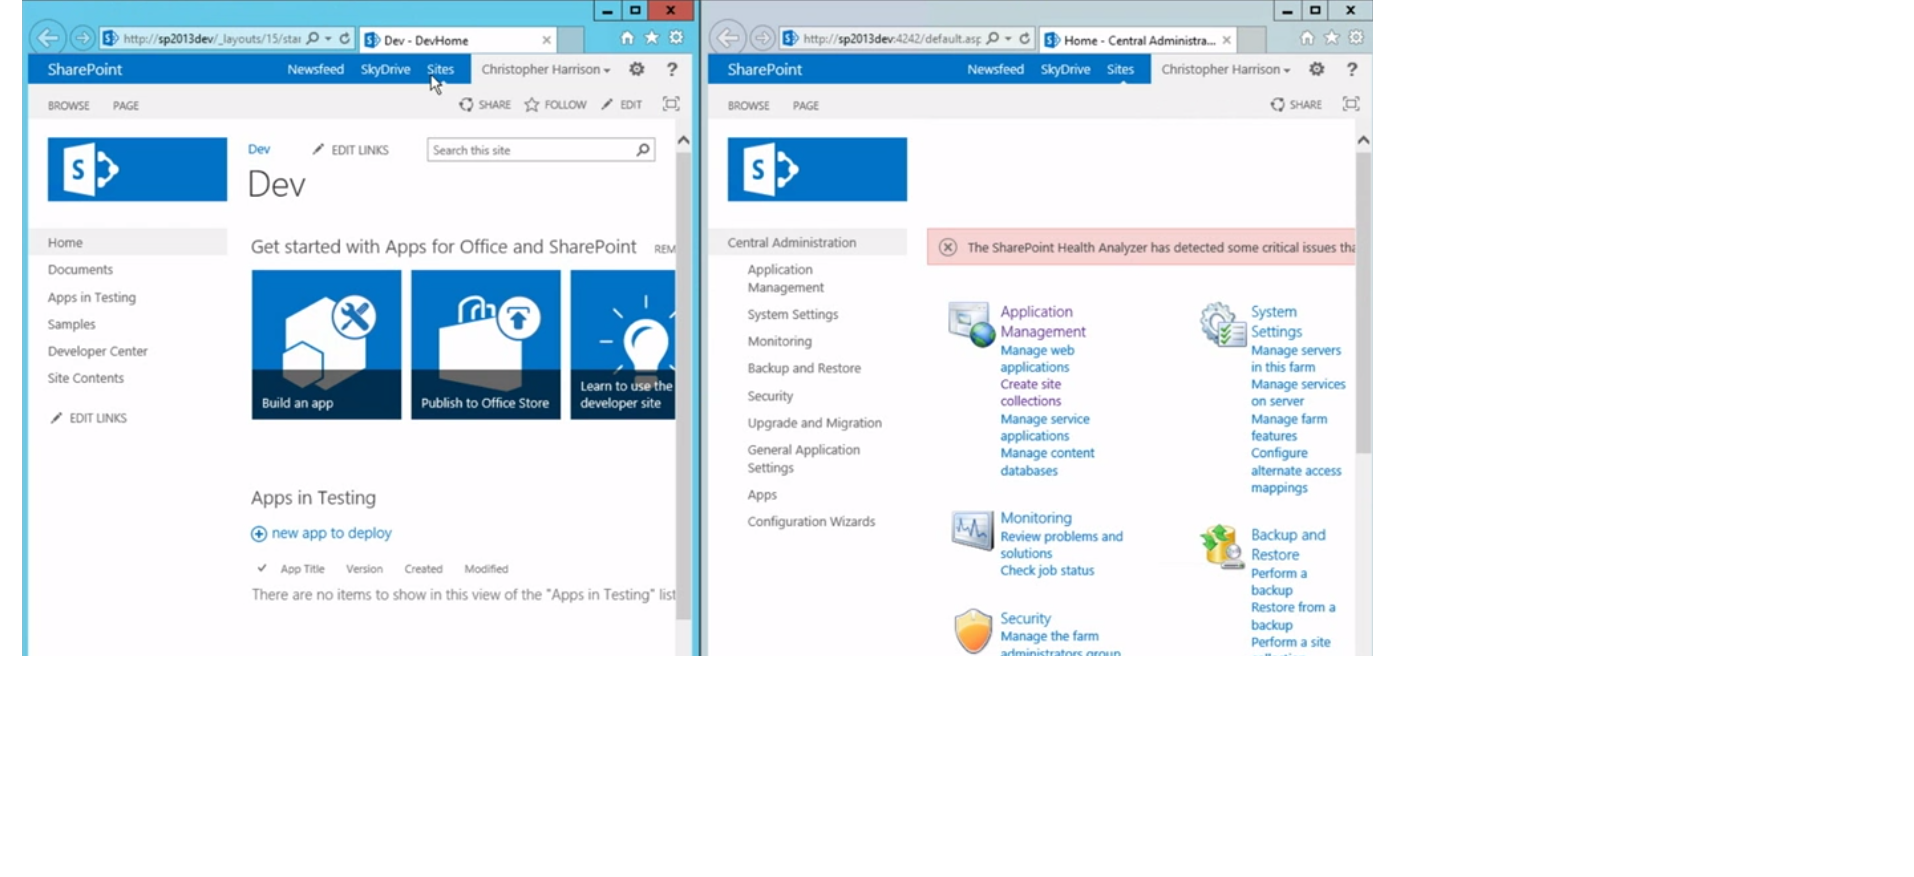 http://sp2013dev/_layouts/15/star
Dev - DevHome
SharePoint
Newsfeed SkyDrive Sites Christopher Harrison ?
BROWSE PAGE SHARE FOLLOW EDIT
Dev EDIT LINKS Search this site
Dev
Home
Documents
Apps in Testing
Samples
Developer Center
Site Contents
EDIT LINKS
Get started with Apps for Office and SharePoint REM
Build an app
Publish to Office Store
Learn to use the
developer site
Apps in Testing
new app to deploy
App Title Version Created Modified
There are no items to show in this view of the "Apps in Testing" list
http://sp2013dev:4242/default.asp
Home - Central Administra...
SharePoint
Newsfeed SkyDrive Sites Christopher Harrison ?
BROWSE PAGE SHARE
Central Administration
Application
Management
System Settings
Monitoring
Backup and Restore
Security
Upgrade and Migration
General Application
Settings
Apps
Configuration Wizards
The SharePoint Health Analyzer has detected some critical issues tha
Application
Management
Manage web
applications
Create site
collections
Manage service
applications
Manage content
databases
Monitoring
Review problems and
solutions
Check job status
Security
Manage the farm
administrators group
System
Settings
Manage servers
in this farm
Manage services
on server
Manage farm
features
Configure
alternate access
mappings
Backup and
Restore
Perform a
backup
Restore from a
backup
Perform a site